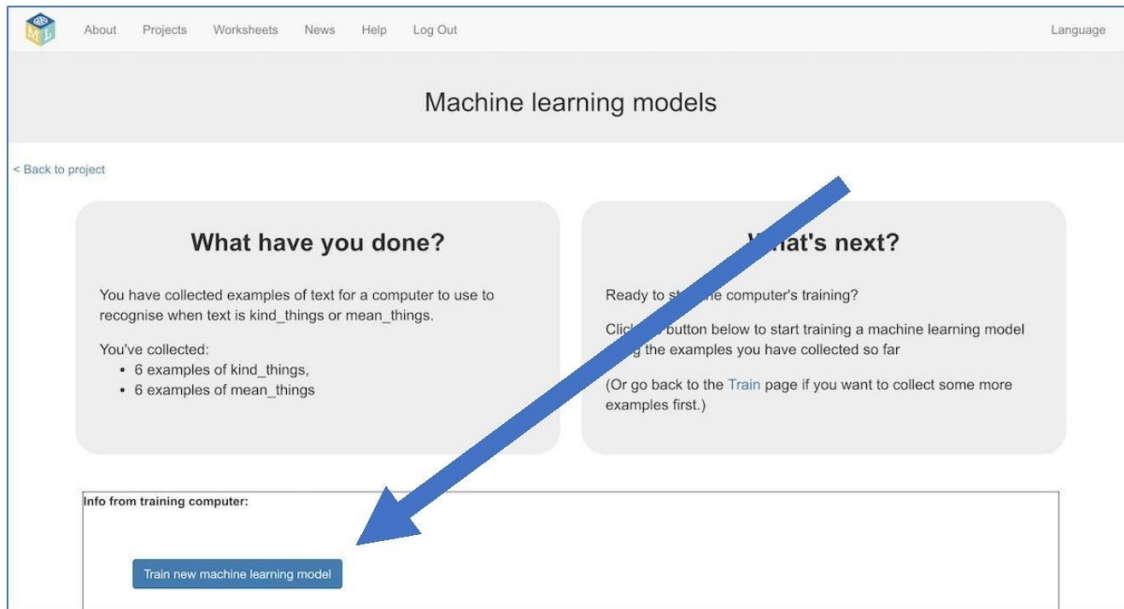 About Projects Worksheets News Help Log Out Language
Machine learning models
< Back to project
What have you done?
You have collected examples of text for a computer to use to
recognise when text is kind_things or mean_things.
You've collected:
• 6 examples of kind_things,
• 6 examples of mean_things
next?
Ready to computer's training?
button below to start training a machine learning model
the examples you have collected so far
(Or go back to the Train page if you want to collect some more
examples first.)
Info from training computer:
Train new machine learning model